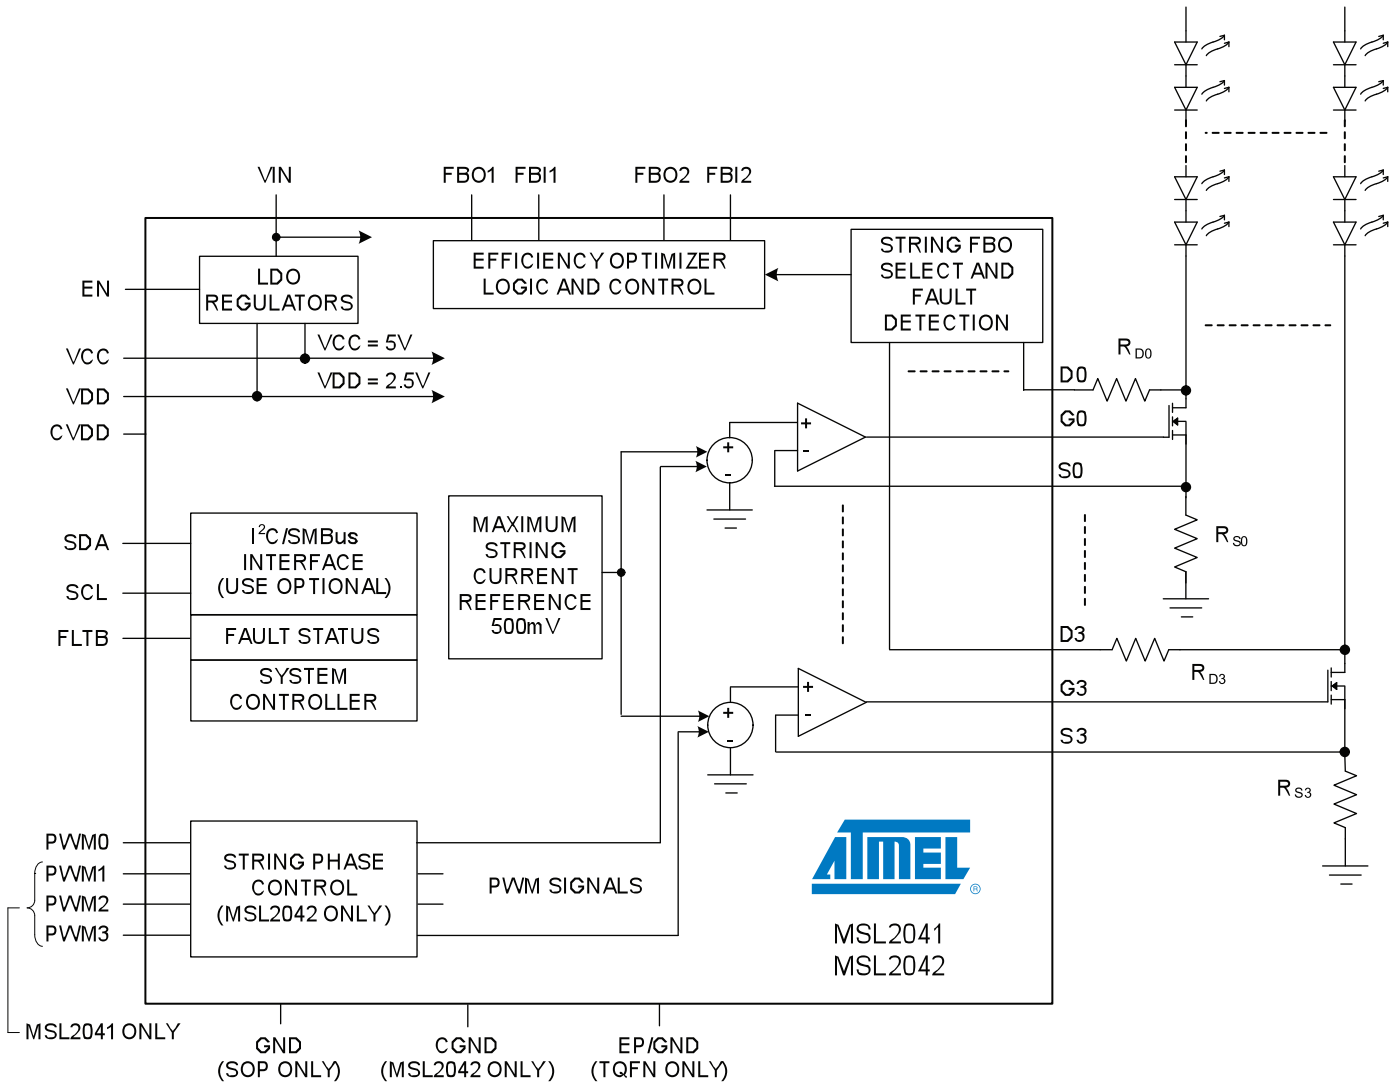 VIN
FBO1 FBI1 FBO2 FBI2
LDO
REGULATORS
EFFICIENCY OPTIMIZER
LOGIC AND CONTROL
STRING FBO
SELECT AND
FAULT
DETECTION
EN
VCC
VCC = 5V
VDD
VDD = 2.5V
CVDD
D0
R D0
G0
S0
R S0
+
-
+
-
SDA
SCL
FLTB
I²C/SMBus
INTERFACE
(USE OPTIONAL)
FAULT STATUS
SYSTEM
CONTROLLER
MAXIMUM
STRING
CURRENT
REFERENCE
500mV
D3
R D3
G3
S3
R S3
+
-
+
-
PWM0
PWM1
PWM2
PWM3
STRING PHASE
CONTROL
(MSL2042 ONLY)
PWM SIGNALS
ATMEL ®
MSL2041
MSL2042
MSL2041 ONLY
GND
(SOP ONLY)
CGND
(MSL2042 ONLY)
EP/GND
(TQFN ONLY)